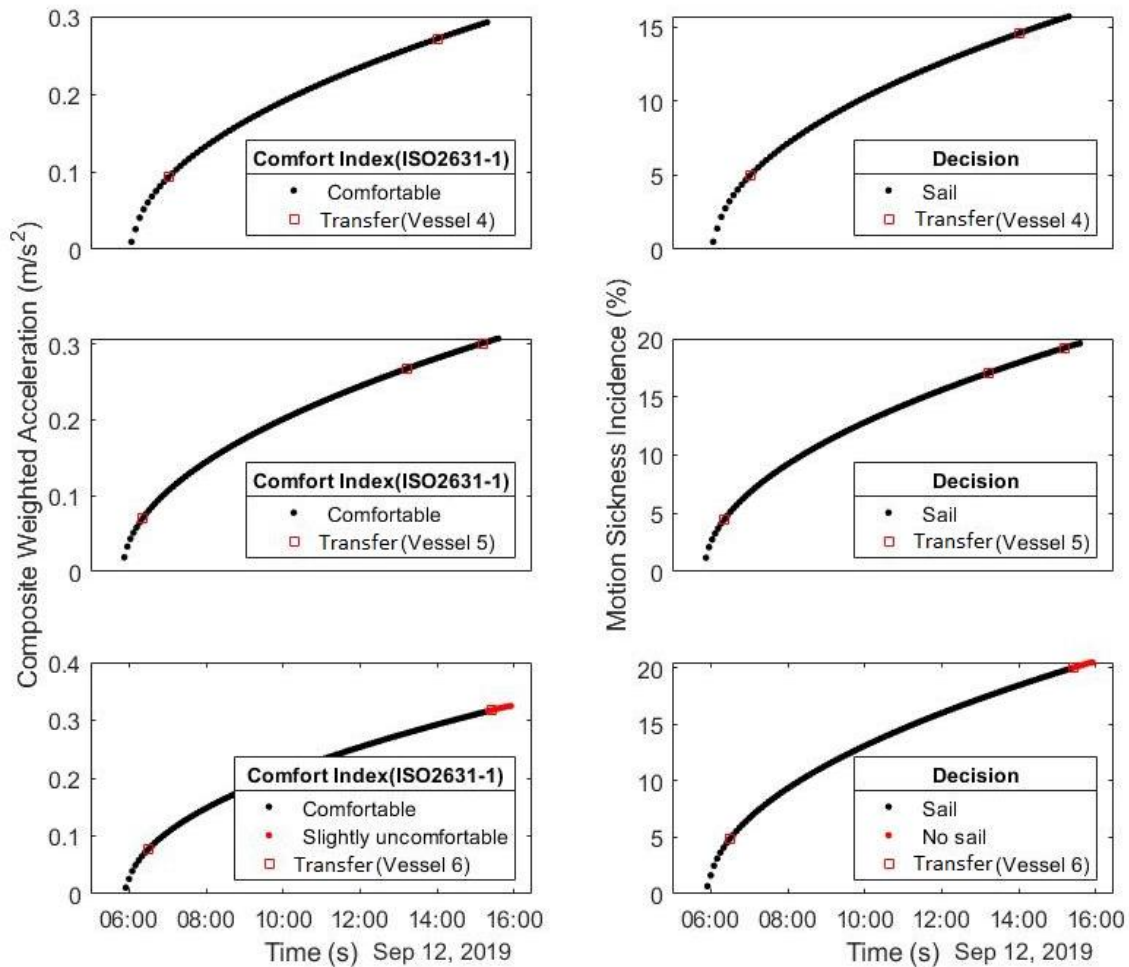 Composite Weighted Acceleration (m/s²)
0.3
0.2
0.1
0
Comfort Index(ISO2631-1)
Comfortable
Transfer(Vessel 4)
0.3
0.2
0.1
0
Comfort Index(ISO2631-1)
Comfortable
Transfer(Vessel 5)
0.4
0.3
0.2
0.1
0
Comfort Index(ISO2631-1)
Comfortable
Slightly uncomfortable
Transfer(Vessel 6)
06:00 08:00 10:00 12:00 14:00 16:00
Time (s) Sep 12, 2019
Motion Sickness Incidence (%)
15
10
5
0
Decision
Sail
Transfer(Vessel 4)
20
15
10
5
0
Decision
Sail
Transfer(Vessel 5)
20
15
10
5
0
Decision
Sail
No sail
Transfer(Vessel 6)
06:00 08:00 10:00 12:00 14:00 16:00
Time (s) Sep 12, 2019